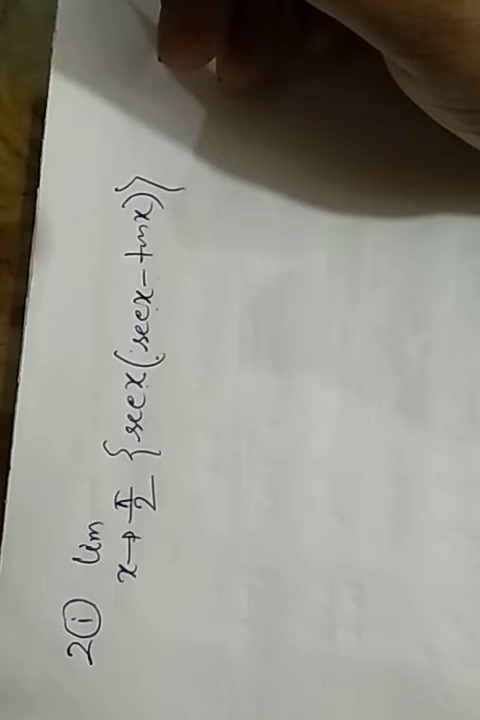 2(i) lim {secx(secx-tanx)}
x→π/2